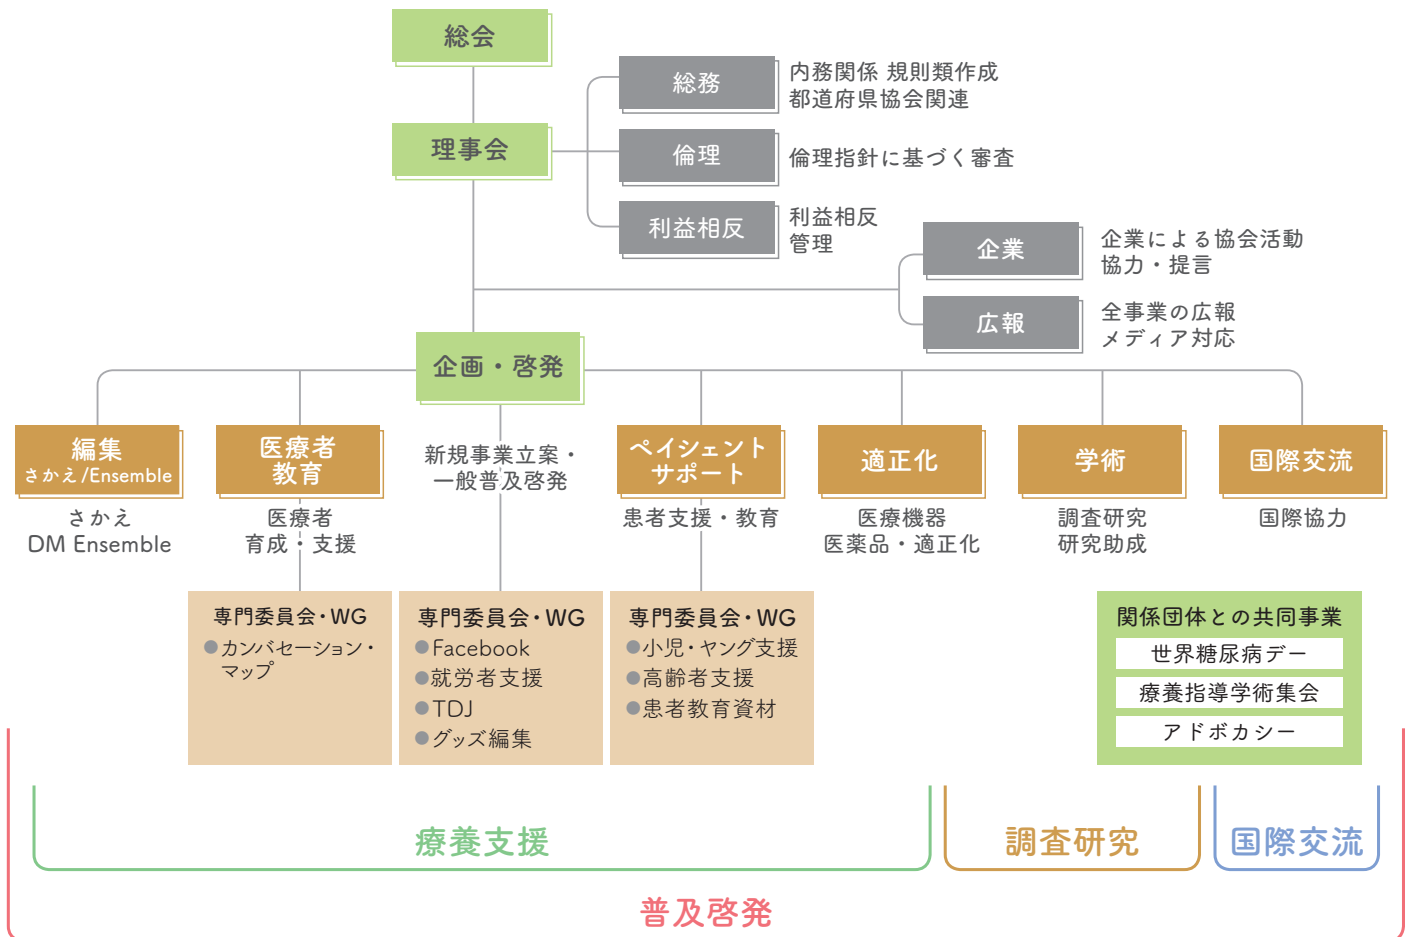 総会
理事会
総務
内務関係 規則類作成
都道府県協会関連
倫理
倫理指針に基づく審査
利益相反
利益相反
管理
企業
企業による協会活動
協力・提言
広報
全事業の広報
メディア対応
企画・啓発
新規事業立案・
一般普及啓発
編集
さかえ/Ensemble
さかえ
DM Ensemble
医療者
教育
医療者
育成・支援
ペイシェント
サポート
患者支援・教育
適正化
医療機器
医薬品・適正化
学術
調査研究
研究助成
国際交流
国際協力
専門委員会・WG
●カンバセーション・
マップ
専門委員会・WG
●Facebook
●就労者支援
●TDJ
●グッズ編集
専門委員会・WG
●小児・ヤング支援
●高齢者支援
●患者教育資材
関係団体との共同事業
世界糖尿病デー
療養指導学術集会
アドボカシー
療養支援
調査研究
国際交流
普及啓発